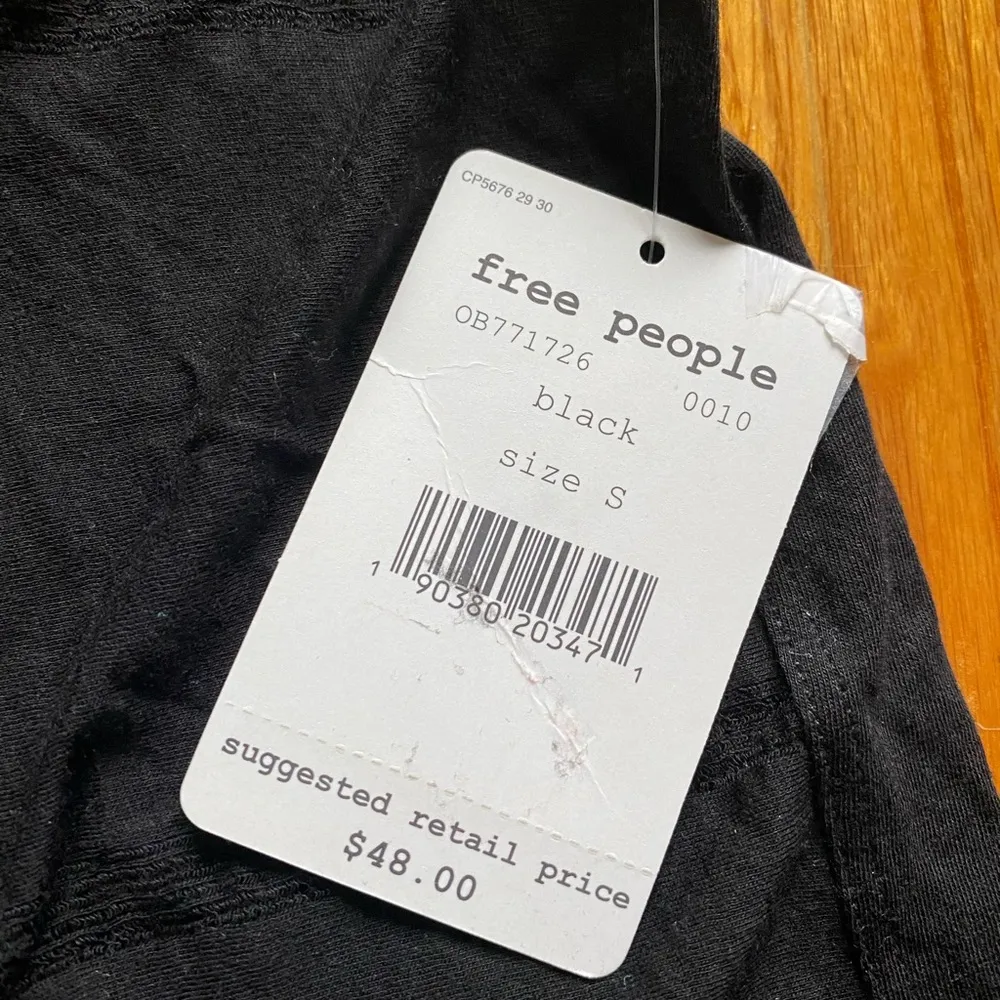 CP5676 29 30
free people
OB771726 0010
black
size S
1 90380 20347 1
suggested retail price
$48.00